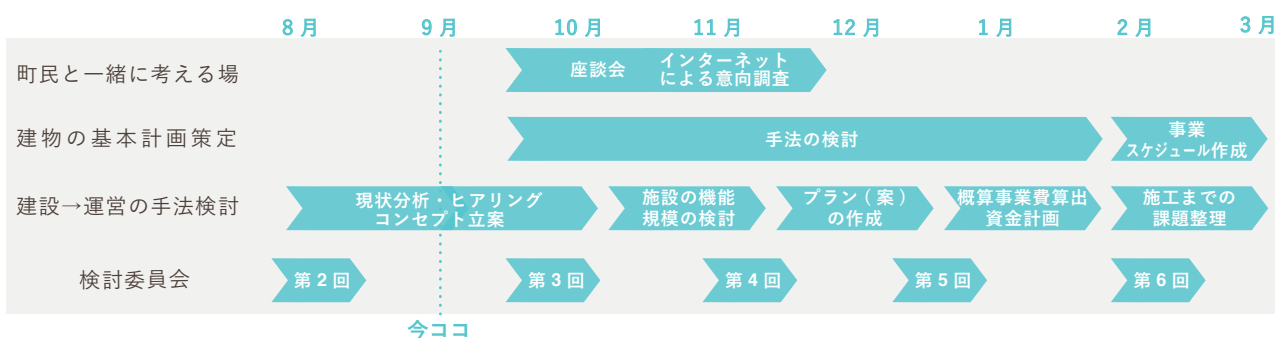 8月 9月 10月 11月 12月 1月 2月 3月
町民と一緒に考える場
座談会
インターネット
による意向調査
建物の基本計画策定
手法の検討
事業
スケジュール作成
建設→運営の手法検討
現状分析・ヒアリング
コンセプト立案
施設の機能
規模の検討
プラン(案)
の作成
概算事業費算出
資金計画
施工までの
課題整理
検討委員会
第2回
第3回
第4回
第5回
第6回
今ココ